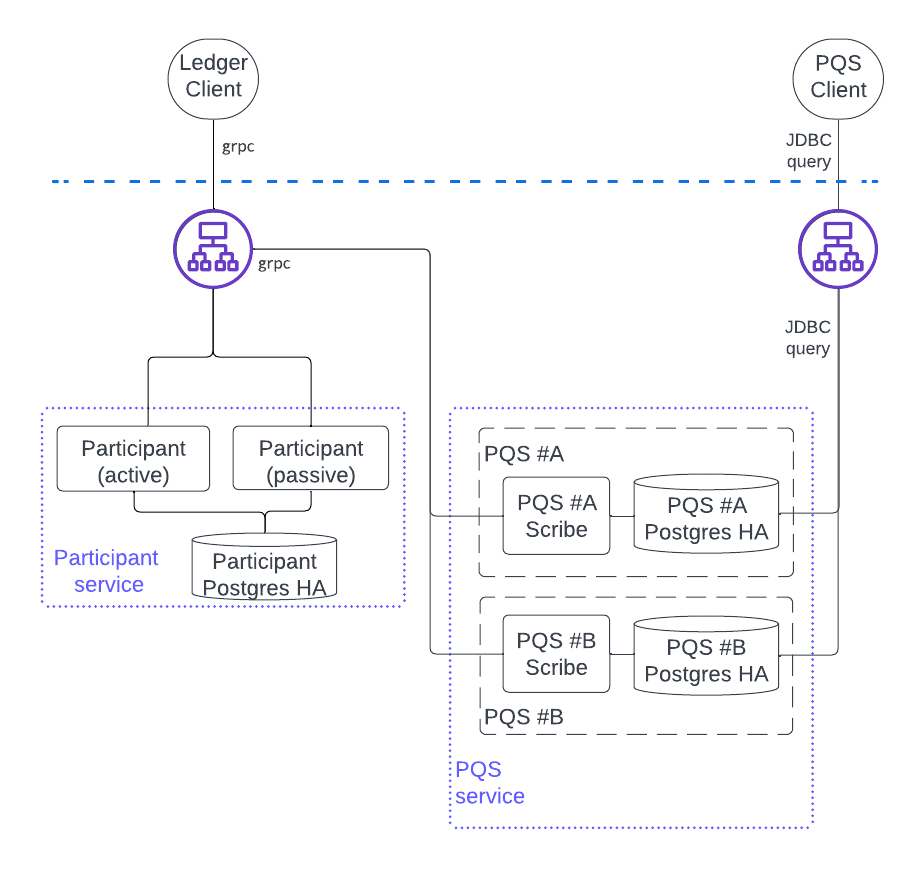 Ledger
Client
PQS
Client
grpc
JDBC
query
grpc
JDBC
query
Participant
(active)
Participant
(passive)
Participant
Postgres HA
Participant
service
PQS #A
PQS #A
Scribe
PQS #A
Postgres HA
PQS #B
Scribe
PQS #B
Postgres HA
PQS #B
PQS
service